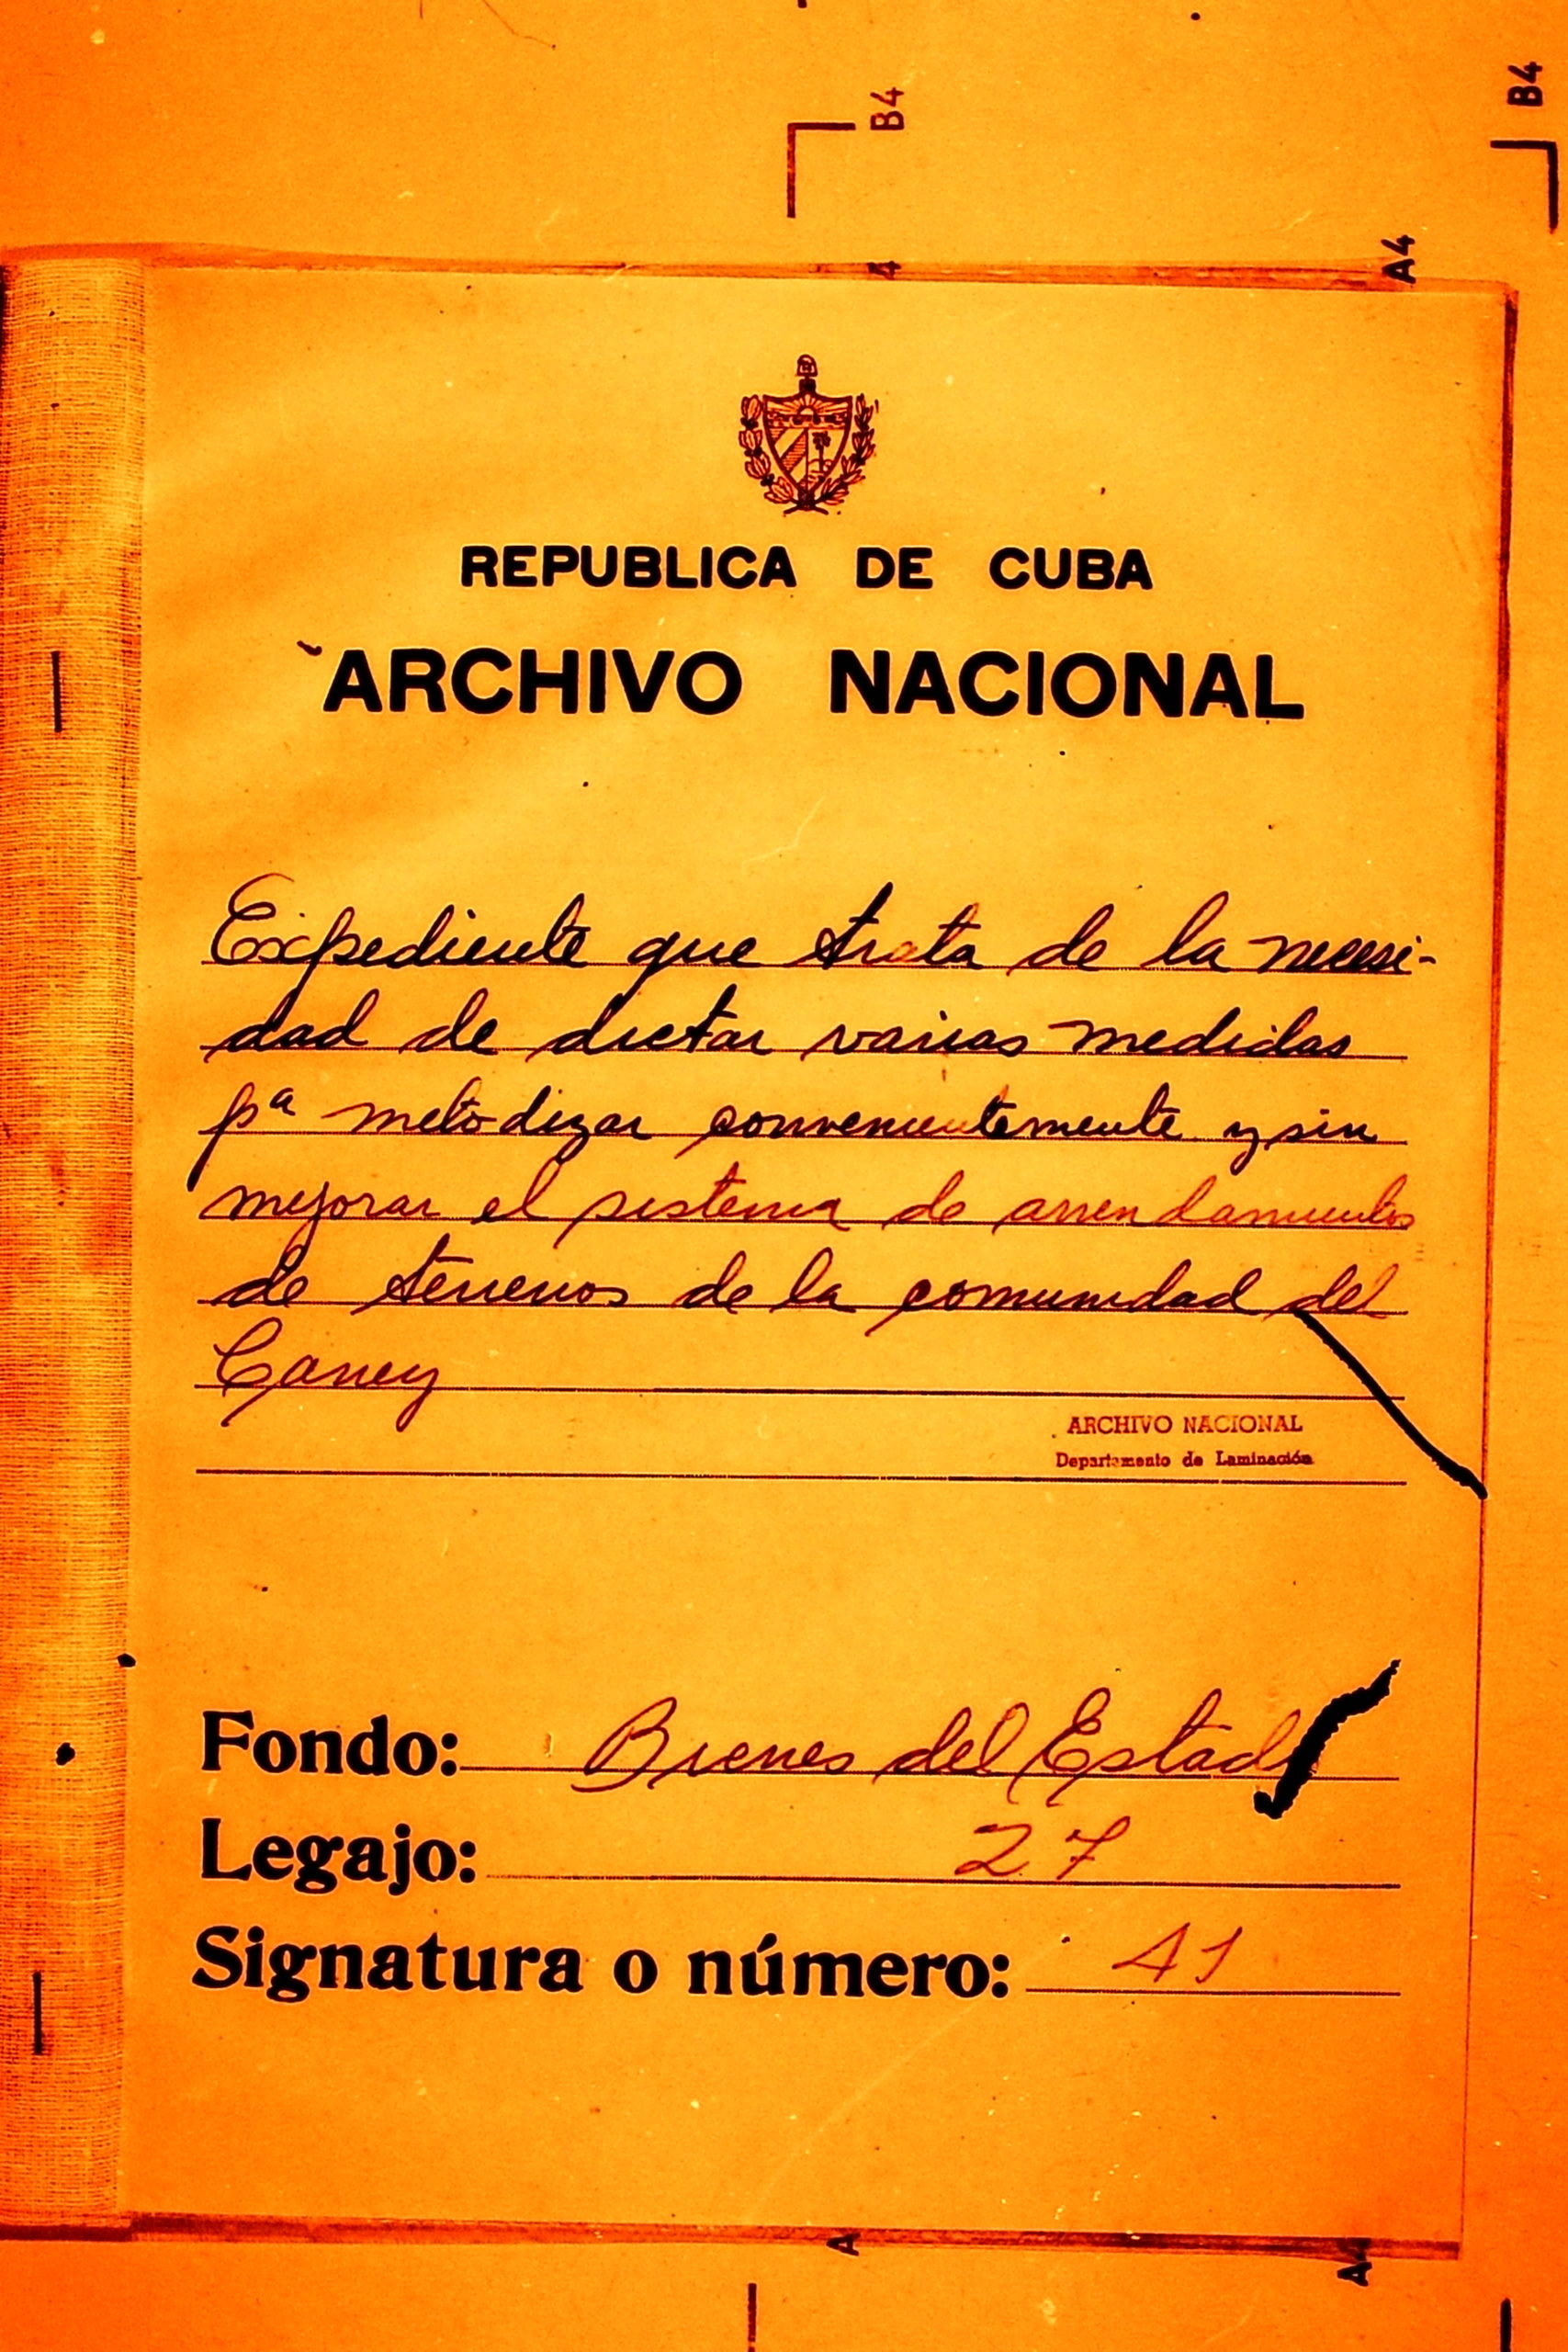 B4
B4
A4
4
REPUBLICA DE CUBA
ARCHIVO NACIONAL
Expediente que trata de la necesi-
dad de dictar varias medidas
pª metodizar convenientemente y sin
mejorar el sistema de arrendamientos
de terrenos de la comunidad del
Caney
ARCHIVO NACIONAL
Departamento de Laminación
Fondo: Bienes del Estado
Legajo: 27
Signatura o número: 41
A
A4